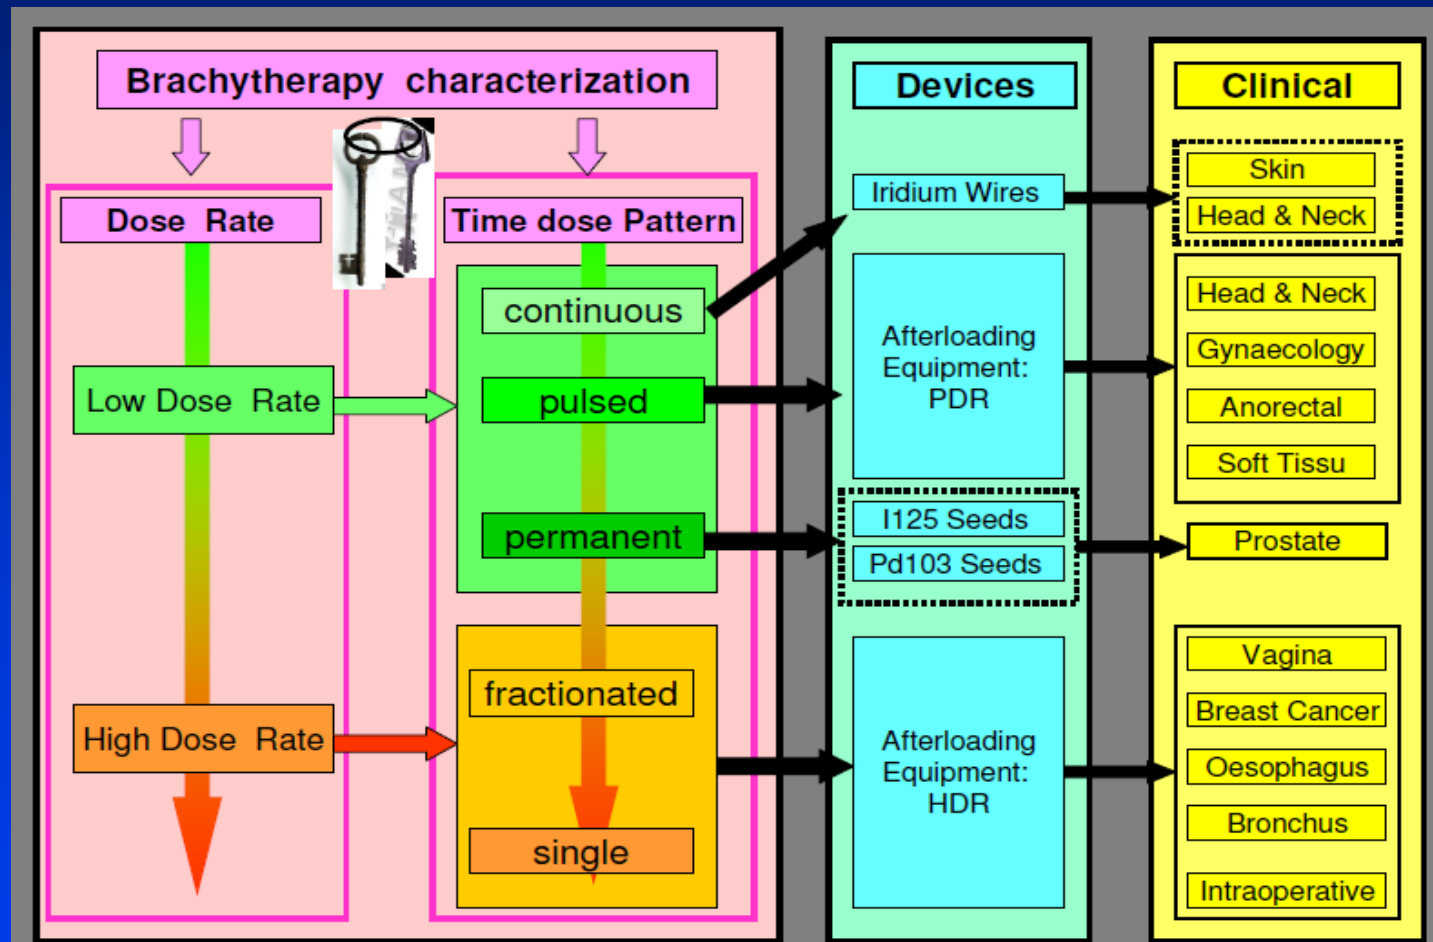 Brachytherapy characterization
Dose Rate
Low Dose Rate
High Dose Rate
Time dose Pattern
continuous
pulsed
permanent
fractionated
single
Devices
Iridium Wires
Afterloading
Equipment:
PDR
I125 Seeds
Pd103 Seeds
Afterloading
Equipment:
HDR
Clinical
Skin
Head & Neck
Head & Neck
Gynaecology
Anorectal
Soft Tissu
Prostate
Vagina
Breast Cancer
Oesophagus
Bronchus
Intraoperative